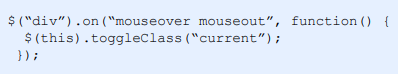 $(“div”).on(“mouseover mouseout”, function() {
  $(this).toggleClass(“current”);
 });